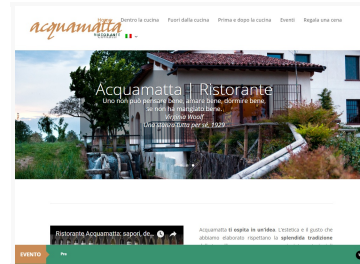 acquamatta
RISTORANTE
Home
Dentro la cucina
Fuori dalla cucina
Prima e dopo la cucina
Eventi
Regala una cena
Acquamatta | Ristorante
Uno non può pensare bene, amare bene, dormire bene,
se non ha mangiato bene..
Virginia Woolf
Una stanza tutta per sé, 1929
Ristorante Acquamatta: sapori, de...
Acquamatta ti ospita in un'idea. L'estetica e il gusto che
abbiamo elaborato rispettano la splendida tradizione
EVENTO
Pro